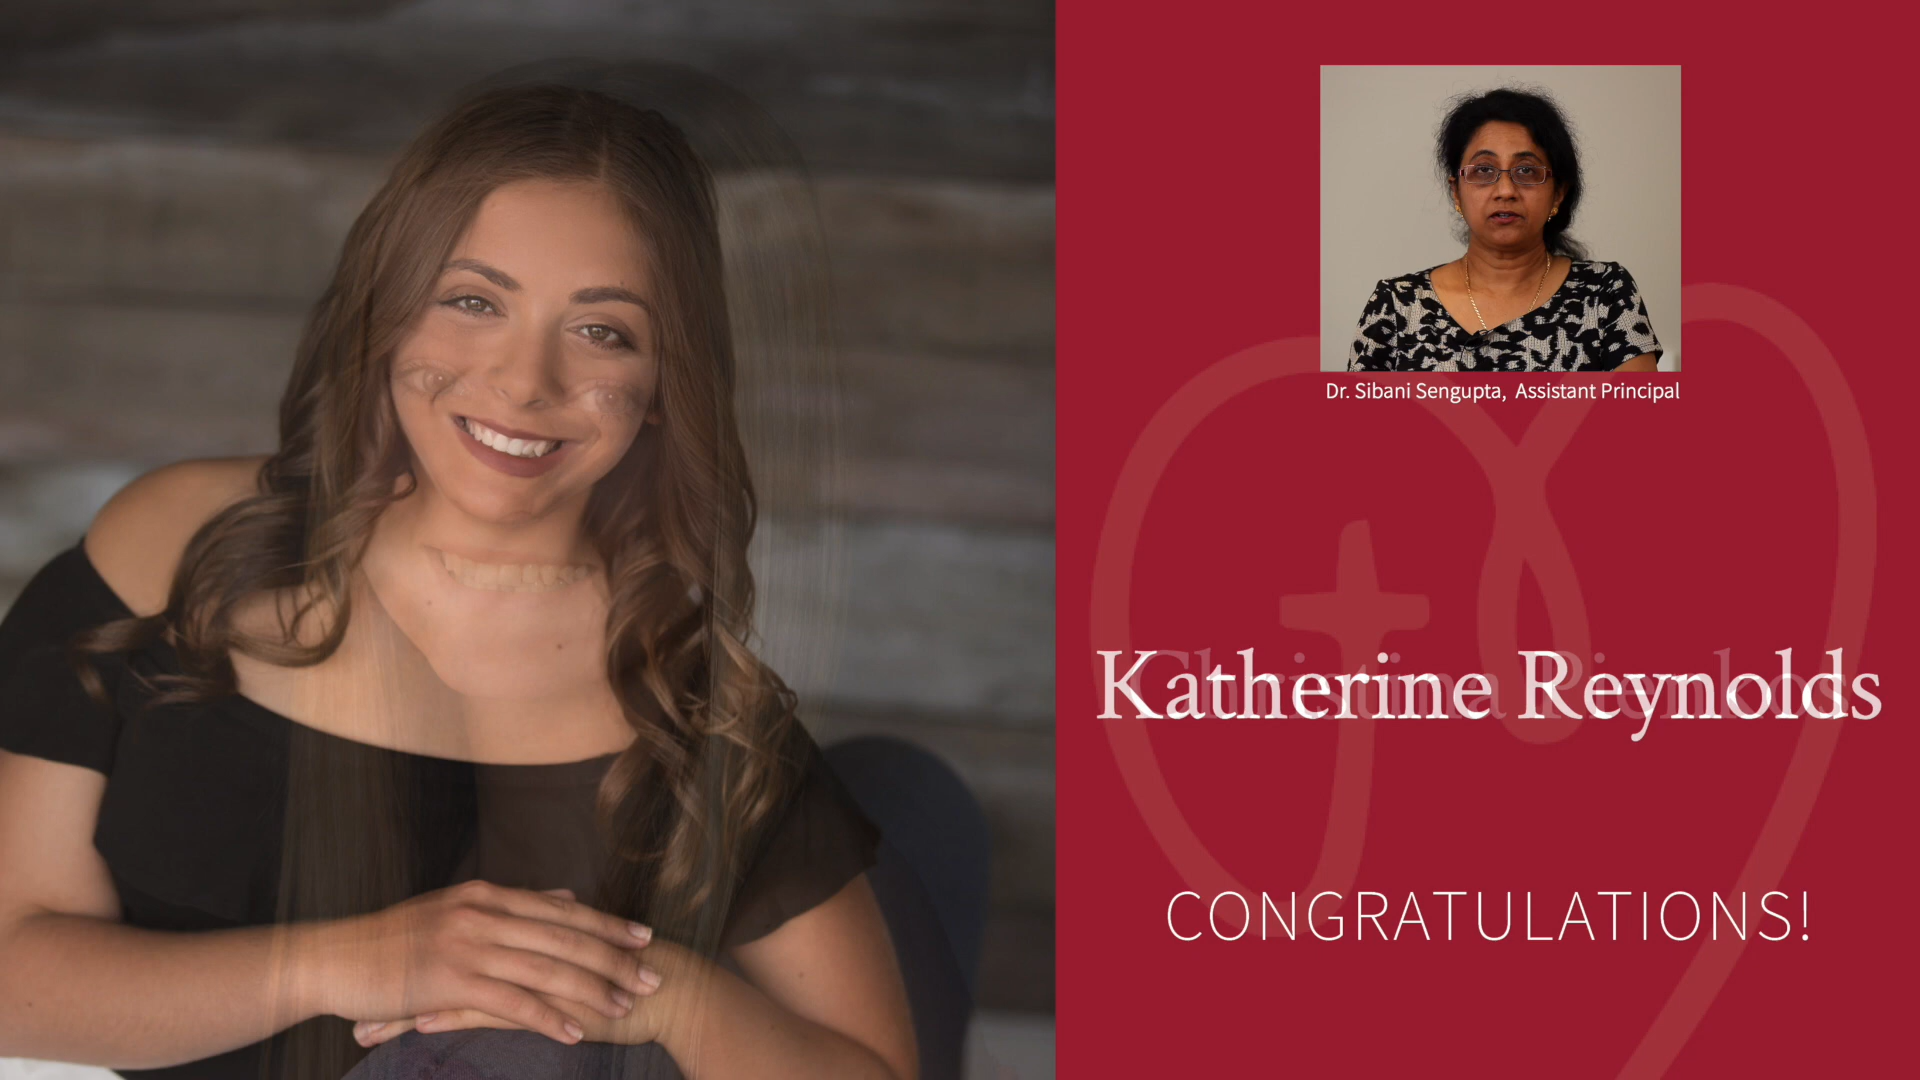 Dr. Sibani Sengupta, Assistant Principal
Katherine Reynolds
CONGRATULATIONS!